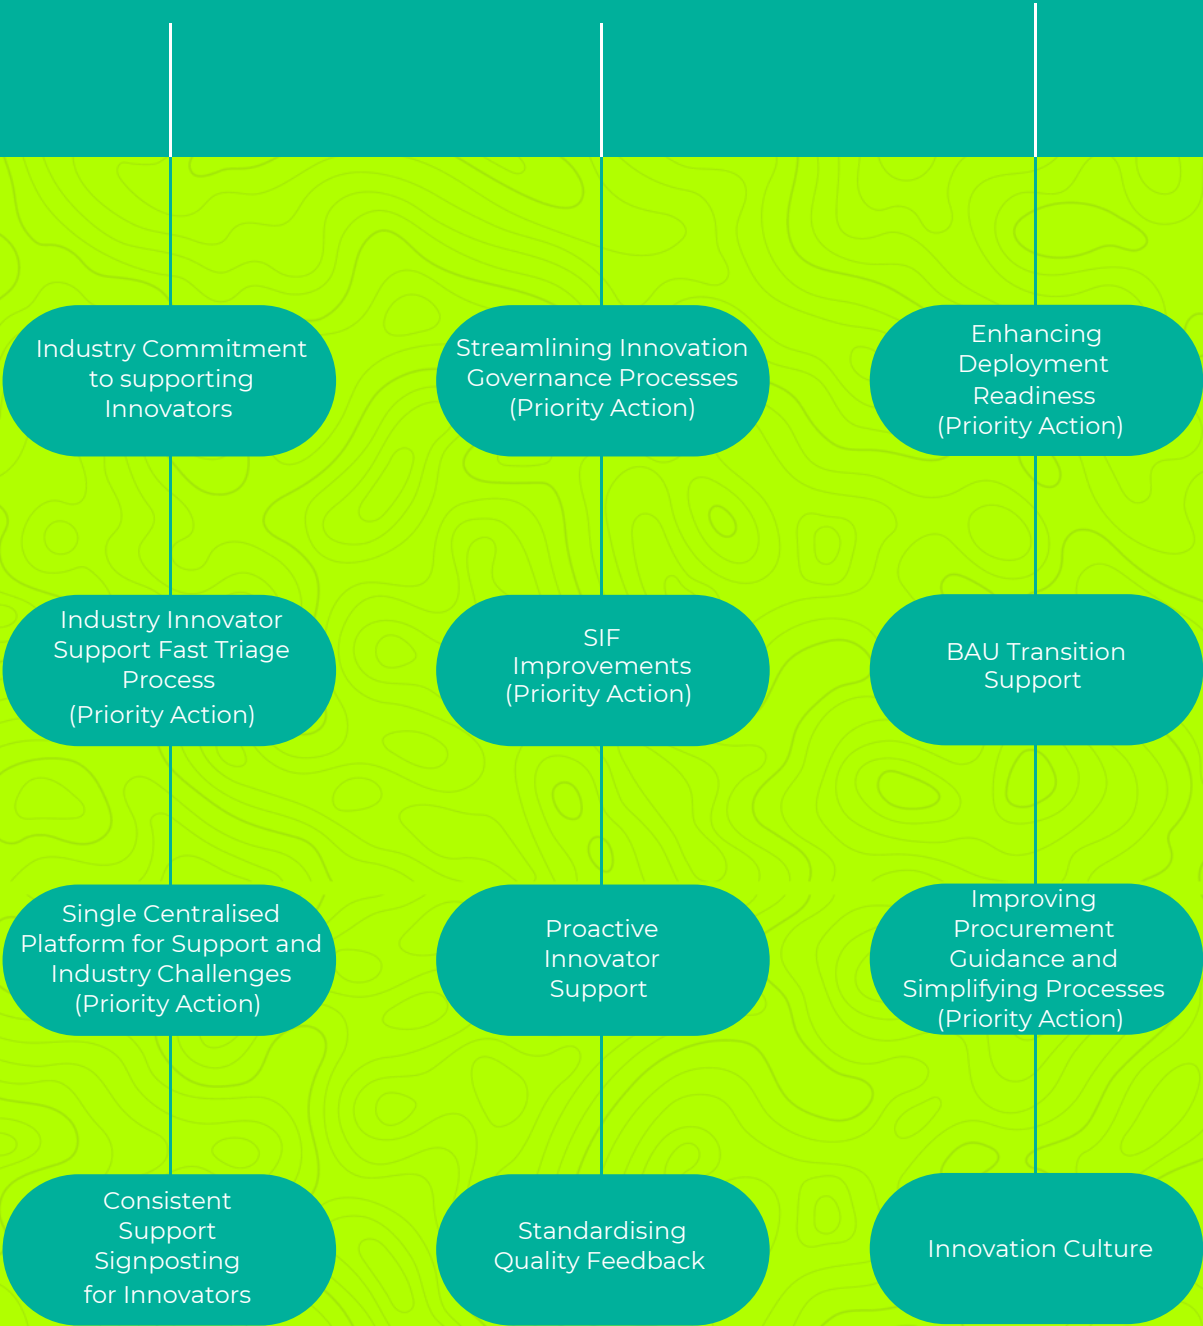 Industry Commitment
to supporting
Innovators
Streamlining Innovation
Governance Processes
(Priority Action)
Enhancing
Deployment
Readiness
(Priority Action)
Industry Innovator
Support Fast Triage
Process
(Priority Action)
SIF
Improvements
(Priority Action)
BAU Transition
Support
Single Centralised
Platform for Support and
Industry Challenges
(Priority Action)
Proactive
Innovator
Support
Improving
Procurement
Guidance and
Simplifying Processes
(Priority Action)
Consistent
Support
Signposting
for Innovators
Standardising
Quality Feedback
Innovation Culture